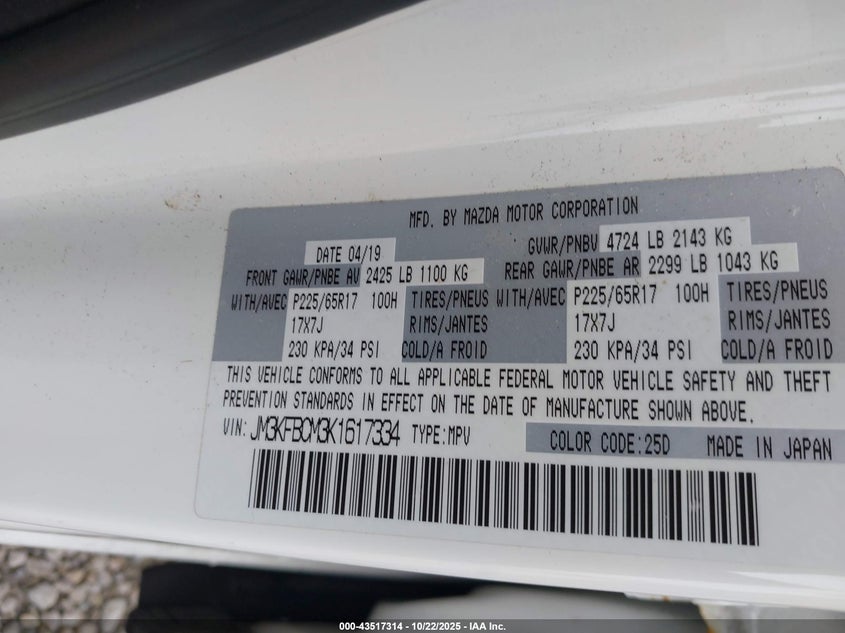 MFD. BY MAZDA MOTOR CORPORATION
DATE 04/19 GVWR/PNBV 4724 LB 2143 KG
FRONT GAWR/PNBE AV 2425 LB 1100 KG REAR GAWR/PNBE AR 2299 LB 1043 KG
WITH/AVEC P225/65R17 100H TIRES/PNEUS WITH/AVEC P225/65R17 100H TIRES/PNEUS
17X7J RIMS/JANTES 17X7J RIMS/JANTES
230 KPA/34 PSI COLD/A FROID 230 KPA/34 PSI COLD/A FROID
THIS VEHICLE CONFORMS TO ALL APPLICABLE FEDERAL MOTOR VEHICLE SAFETY AND THEFT
PREVENTION STANDARDS IN EFFECT ON THE DATE OF MANUFACTURE SHOWN ABOVE.
VIN: JM3KFBCM3K1617334 TYPE:MPV COLOR CODE:25D MADE IN JAPAN
000-43517314 - 10/22/2025 - IAA Inc.